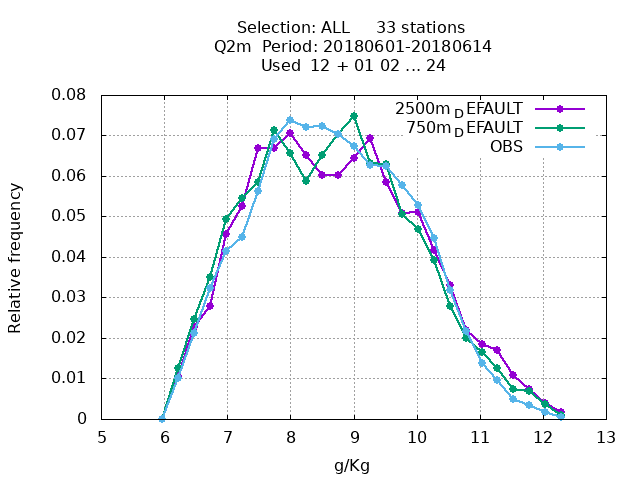 Selection: ALL 33 stations
Q2m Period: 20180601-20180614
Used 12 + 01 02 ... 24
2500m_DEFAULT
750m_DEFAULT
OBS
Relative frequency
0.08
0.07
0.06
0.05
0.04
0.03
0.02
0.01
0
5 6 7 8 9 10 11 12 13
g/Kg